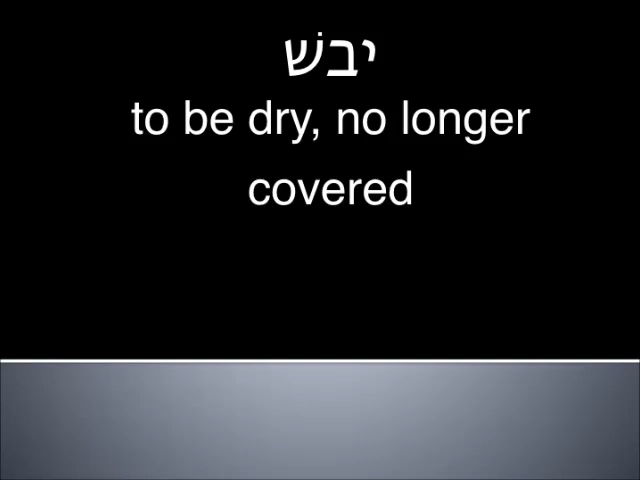 יבשׁ
to be dry, no longer
covered